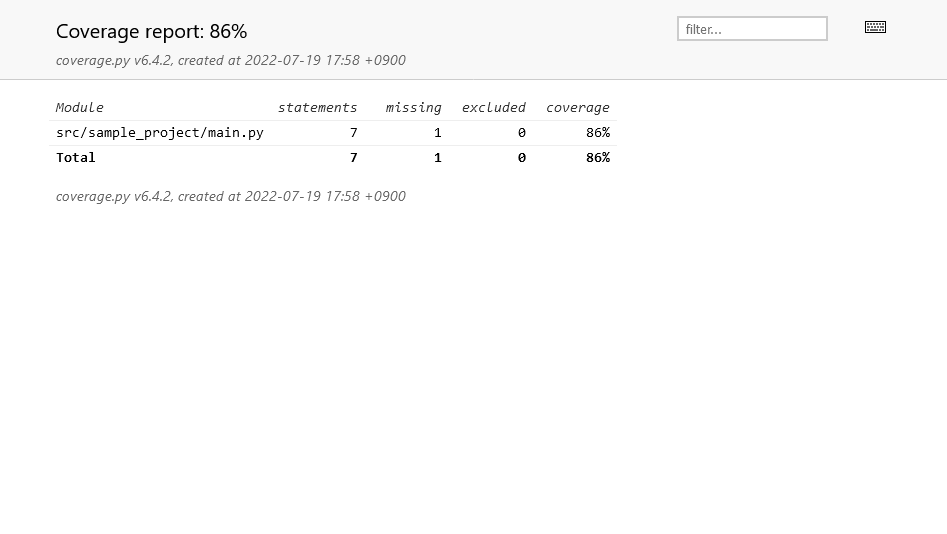 Coverage report: 86%
filter...
coverage.py v6.4.2, created at 2022-07-19 17:58 +0900
Module statements missing excluded coverage
src/sample_project/main.py 7 1 0 86%
Total 7 1 0 86%
coverage.py v6.4.2, created at 2022-07-19 17:58 +0900